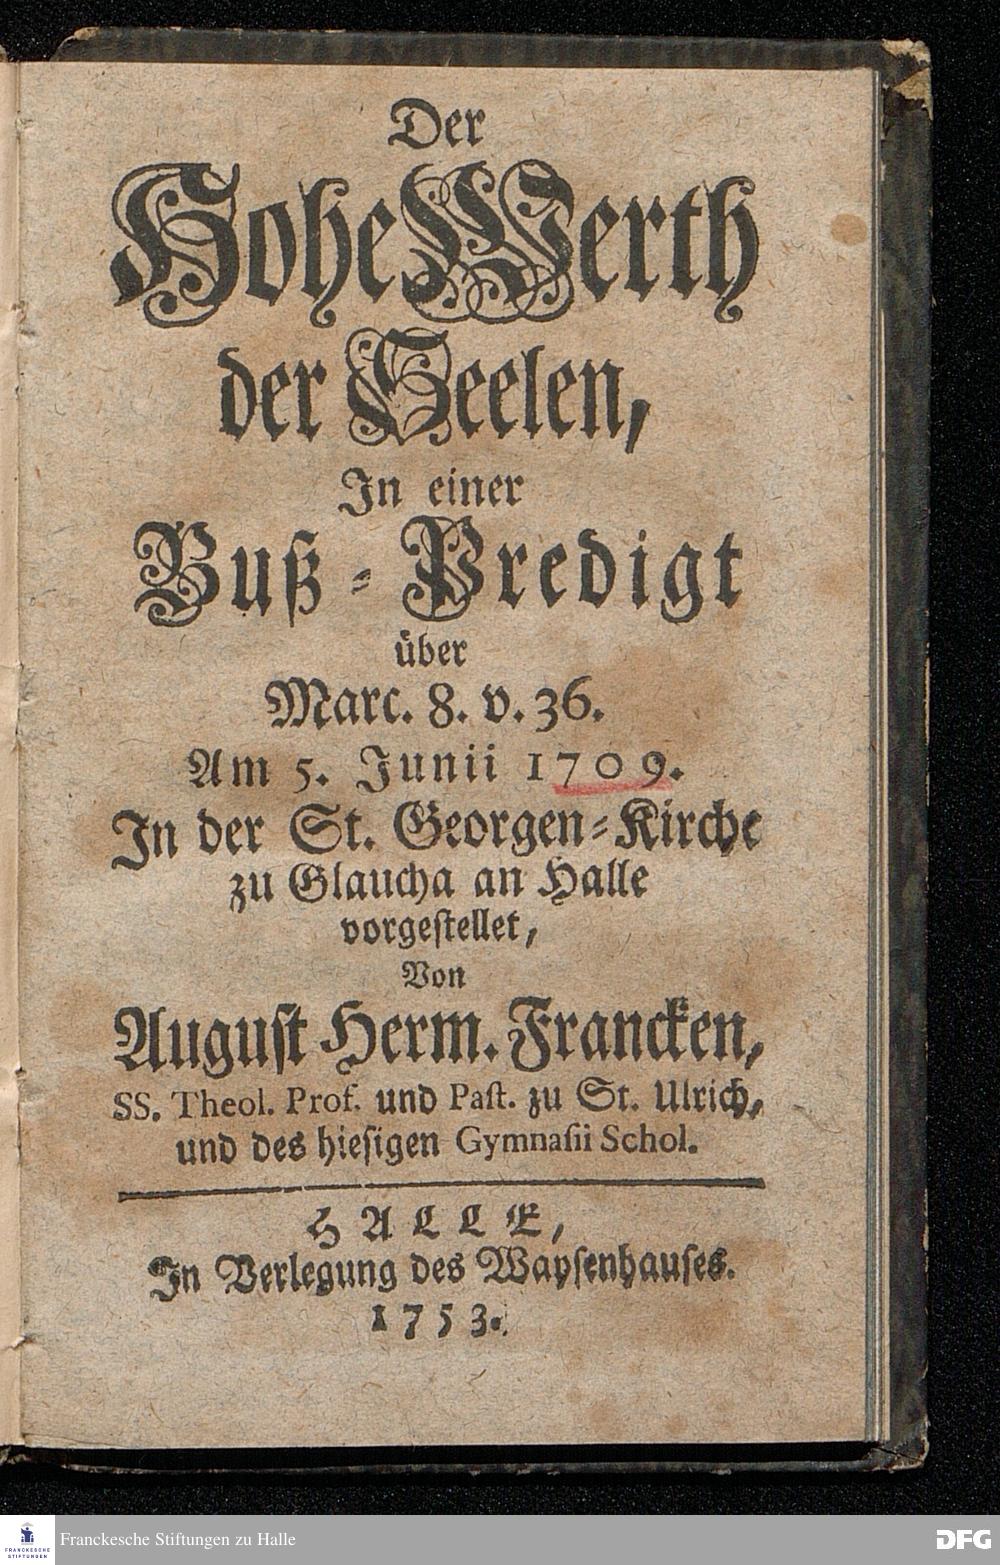 Der
Hohe Werth
der Seelen,
In einer
Buß-Predigt
über
Marc. 8. v. 36.
Am 5. Junii 1709.
In der St. Georgen-Kirche
zu Glaucha an Halle
vorgestellet,
Von
August Herm. Francken,
SS. Theol. Prof. und Past. zu St. Ulrich,
und des hiesigen Gymnasii Schol.
HALLE,
In Verlegung des Waysenhauses.
1753.
FRANCKESCHE
STIFTUNGEN
Franckesche Stiftungen zu Halle
DFG